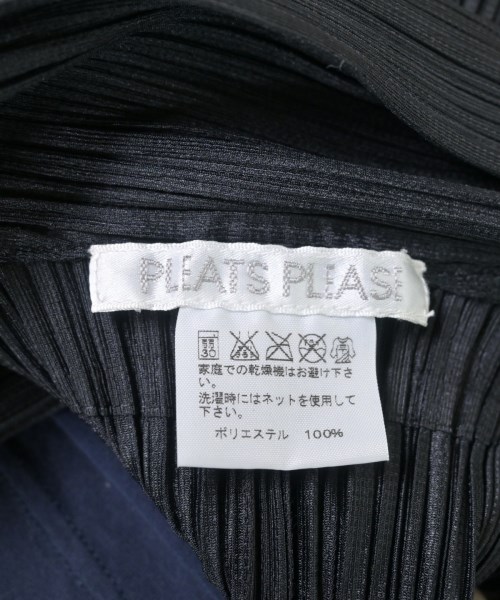 PLEATS PLEASE
30
家庭での乾燥機はお避け下さ
い。
洗濯時にはネットを使用して
下さい。
ポリエステル 100%